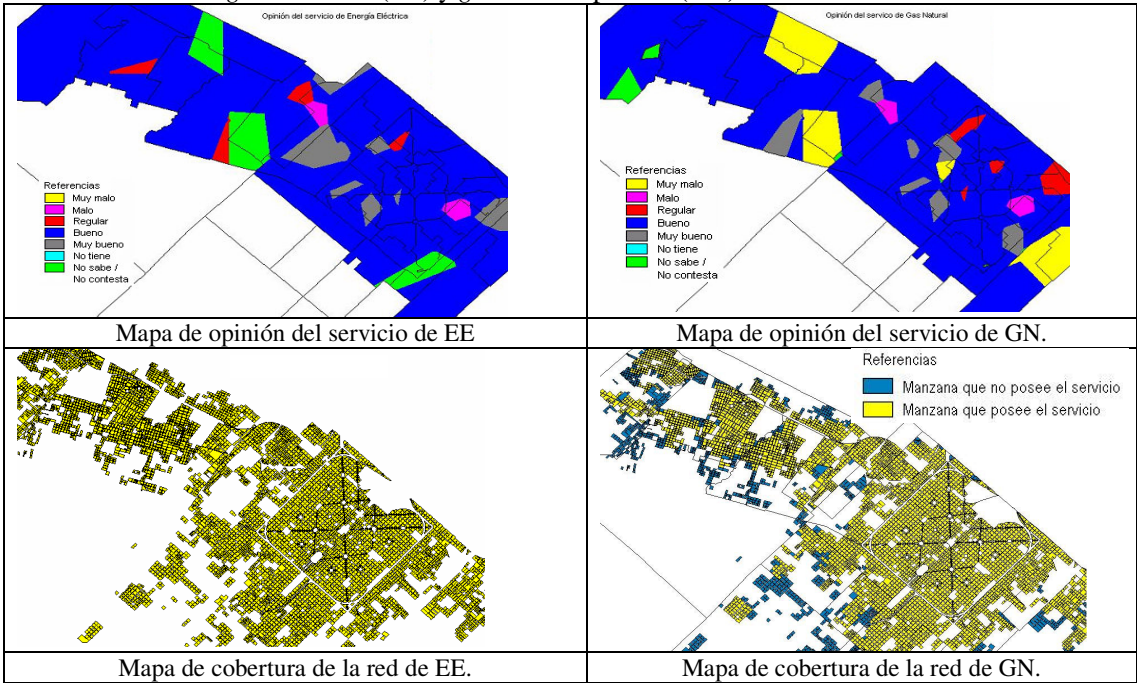 Opinión del servicio de Energía Eléctrica
Referencias
Muy malo
Malo
Regular
Bueno
Muy bueno
No tiene
No sabe /
No contesta
Opinión del servico de Gas Natural
Referencias
Muy malo
Malo
Regular
Bueno
Muy bueno
No tiene
No sabe /
No contesta
Mapa de opinión del servicio de EE
Mapa de opinión del servicio de GN.
Referencias
Manzana que no posee el servicio
Manzana que posee el servicio
Mapa de cobertura de la red de EE.
Mapa de cobertura de la red de GN.